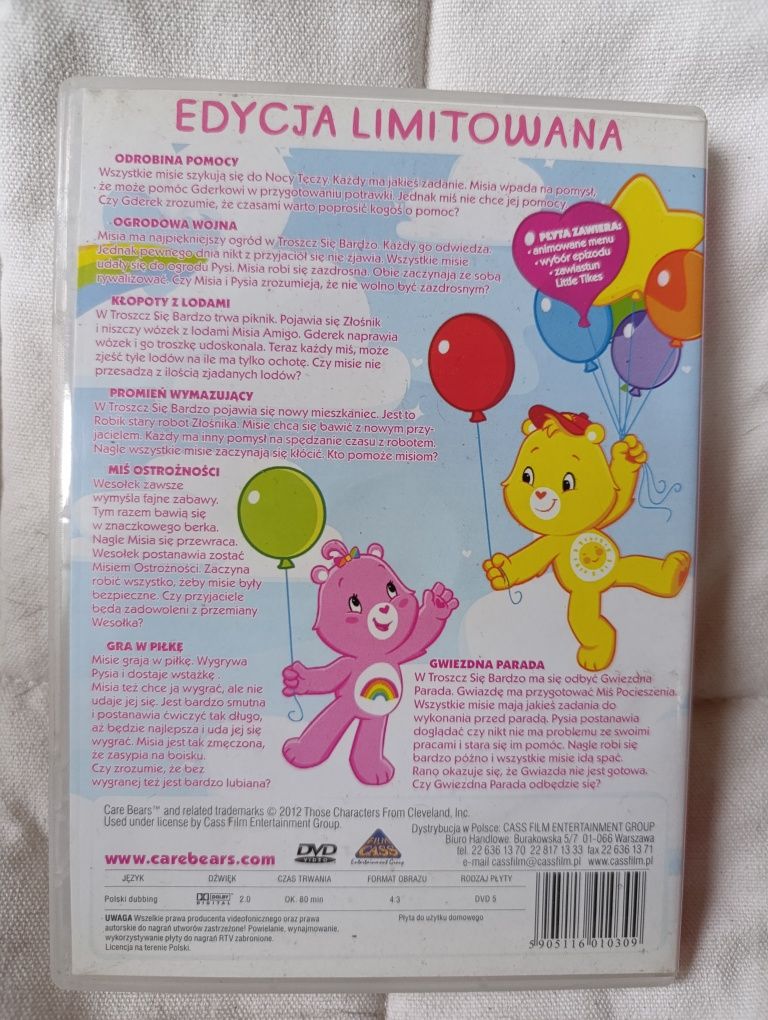 EDYCJA LIMITOWANA
ODROBINA POMOCY
Wszystkie misie szykują się do Nocy Tęczy. Każdy ma jakieś zadanie. Misia wpada na pomysł,
że może pomóc Gderkowi w przygotowaniu potrawki. Jednak miś nie chce jej pomocy.
Czy Gderek zrozumie, że czasami warto poprosić kogoś o pomoc?
OGRODOWA WOJNA
Misia ma najpiękniejszy ogród w Troszcz Się Bardzo. Każdy go odwiedza.
Jednak pewnego dnia nikt z przyjaciół się nie zjawia. Wszystkie misie
udały się do ogrodu Pysi. Misia robi się zazdrosna. Obie zaczynają ze sobą
rywalizować. Czy Misia i Pysia zrozumieją, że nie wolno być zazdrosnym?
PŁYTA ZAWIERA:
• animowane menu
• wybór epizodu
• zawiastun
Little Tikes
KŁOPOTY Z LODAMI
W Troszcz Się Bardzo trwa piknik. Pojawia się Złośnik
i niszczy wózek z lodami Misia Amigo. Gderek naprawia
wózek i go troszkę udoskonala. Teraz każdy miś, może
zjeść tyle lodów na ile ma tylko ochotę. Czy misie nie
przesadzą z ilością zjadanych lodów?
PROMIEŃ WYMAZUJĄCY
W Troszcz Się Bardzo pojawia się nowy mieszkaniec. Jest to
Robik stary robot Złośnika. Misie chcą się bawić z nowym przy-
jacielem. Każdy ma inny pomysł na spędzanie czasu z robotem.
Nagle wszystkie misie zaczynają się kłócić. Kto pomoże misiom?
MIŚ OSTROŻNOŚCI
Wesołek zawsze
wymyśla fajne zabawy.
Tym razem bawią się
w znaczkowego berka.
Nagle Misia się przewraca.
Wesołek postanawia zostać
Misiem Ostrożności. Zaczyna
robić wszystko, żeby misie były
bezpieczne. Czy przyjaciele
będą zadowoleni z przemiany
Wesołka?
GRA W PIŁKĘ
Misie grają w piłkę. Wygrywa
Pysia i dostaje wstążkę .
Misia też chce ją wygrać, ale nie
udaje jej się. Jest bardzo smutna
i postanawia ćwiczyć tak długo,
aż będzie najlepsza i uda jej się
wygrać. Misia jest tak zmęczona,
że zasypia na boisku.
Czy zrozumie, że bez
wygranej też jest bardzo lubiana?
GWIEZDNA PARADA
W Troszcz Się Bardzo ma się odbyć Gwiezdna
Parada. Gwiazdę ma przygotować Miś Pocieszenia.
Wszystkie misie mają jakieś zadania do
wykonania przed paradą. Pysia postanawia
doglądać czy nikt nie ma problemu ze swoimi
pracami i stara się im pomóc. Nagle robi się
bardzo późno i wszystkie misie idą spać.
Rano okazuje się, że Gwiazda nie jest gotowa.
Czy Gwiezdna Parada odbędzie się?
Care Bears™ and related trademarks © 2012 Those Characters From Cleveland, Inc.
Used under license by Cass Film Entertainment Group.
Dystrybucja w Polsce: CASS FILM ENTERTAINMENT GROUP
Biuro Handlowe: Burakowska 5/7 01-066 Warszawa
tel. 22 636 13 70 22 817 13 33 fax 22 636 13 71
e-mail cassfilm@cassfilm.pl www.cassfilm.pl
www.carebears.com
DVD
VIDEO
FILM
CASS
Entertainment Group
JĘZYK DŹWIĘK CZAS TRWANIA FORMAT OBRAZU RODZAJ PŁYTY
Polski dubbing DOLBY DIGITAL 2.0 OK. 80 min 4:3 DVD 5
UWAGA Wszelkie prawa producenta videofonicznego oraz prawa
autorskie do nagrań utworów zastrzeżone! Powielanie, wynajmowanie,
wykorzystywanie płyty do nagrań RTV zabronione.
Licencja na terenie Polski.
Płyta do użytku domowego
5 905116 010309